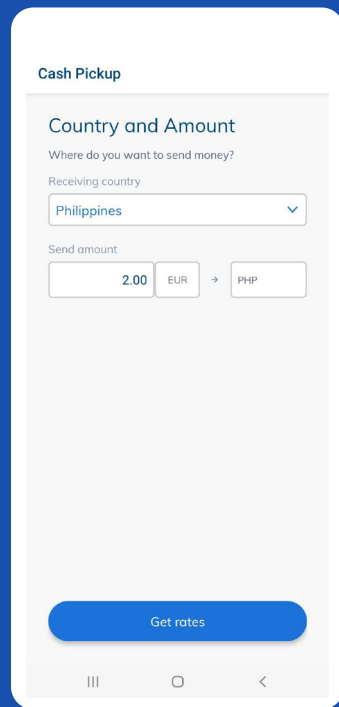 Cash Pickup
Country and Amount
Where do you want to send money?
Receiving country
Philippines
Send amount
2.00 EUR → PHP
Get rates